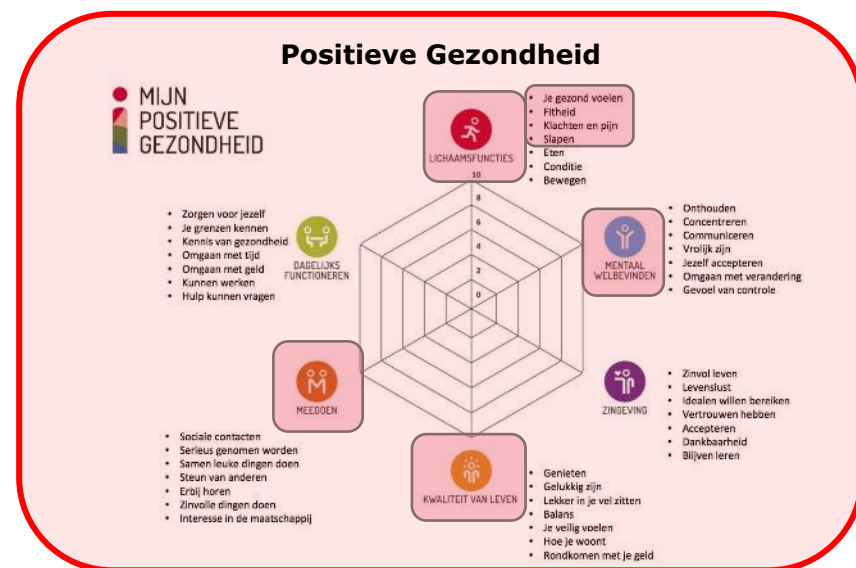 Positieve Gezondheid
MIJN
POSITIEVE
GEZONDHEID
LICHAAMSFUNCTIES
• Je gezond voelen
• Fitheid
• Klachten en pijn
• Slapen
• Eten
• Conditie
• Bewegen
10
8
6
4
2
0
MENTAAL
WELBEVINDEN
• Onthouden
• Concentreren
• Communiceren
• Vrolijk zijn
• Jezelf accepteren
• Omgaan met verandering
• Gevoel van controle
ZINGEVING
• Zinvol leven
• Levenslust
• Idealen willen bereiken
• Vertrouwen hebben
• Accepteren
• Dankbaarheid
• Blijven leren
KWALITEIT VAN LEVEN
• Genieten
• Gelukkig zijn
• Lekker in je vel zitten
• Balans
• Je veilig voelen
• Hoe je woont
• Rondkomen met je geld
MEEDOEN
• Sociale contacten
• Serieus genomen worden
• Samen leuke dingen doen
• Steun van anderen
• Erbij horen
• Zinvolle dingen doen
• Interesse in de maatschappij
• Zorgen voor jezelf
• Je grenzen kennen
• Kennis van gezondheid
• Omgaan met tijd
• Omgaan met geld
• Kunnen werken
• Hulp kunnen vragen
DAGELIJKS
FUNCTIONEREN